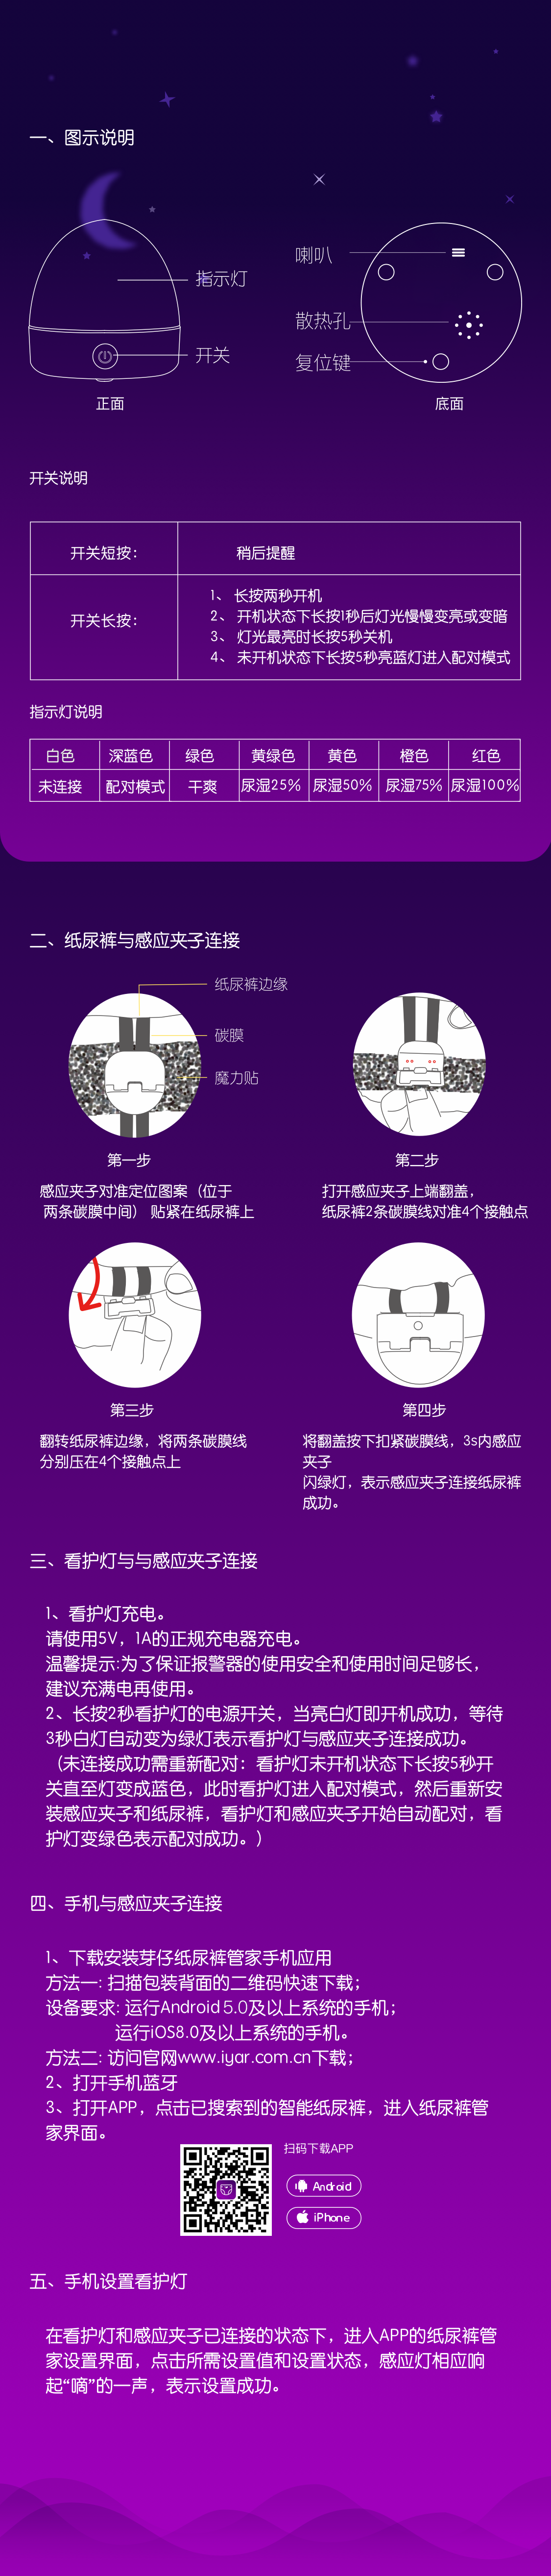 一、图示说明
指示灯
开关
正面
喇叭
散热孔
复位键
底面
开关说明
开关短按：
稍后提醒
开关长按：
1、 长按两秒开机
2、 开机状态下长按1秒后灯光慢慢变亮或变暗
3、 灯光最亮时长按5秒关机
4、 未开机状态下长按5秒亮蓝灯进入配对模式
指示灯说明
白色 深蓝色 绿色 黄绿色 黄色 橙色 红色
未连接 配对模式 干爽 尿湿25% 尿湿50% 尿湿75% 尿湿100%
二、纸尿裤与感应夹子连接
纸尿裤边缘
碳膜
魔力贴
第一步
感应夹子对准定位图案（位于
两条碳膜中间） 贴紧在纸尿裤上
第二步
打开感应夹子上端翻盖，
纸尿裤2条碳膜线对准4个接触点
第三步
翻转纸尿裤边缘，将两条碳膜线
分别压在4个接触点上
第四步
将翻盖按下扣紧碳膜线，3s内感应
夹子
闪绿灯，表示感应夹子连接纸尿裤
成功。
三、看护灯与与感应夹子连接
1、看护灯充电。
请使用5V，1A的正规充电器充电。
温馨提示:为了保证报警器的使用安全和使用时间足够长，
建议充满电再使用。
2、长按2秒看护灯的电源开关，当亮白灯即开机成功，等待
3秒白灯自动变为绿灯表示看护灯与感应夹子连接成功。
（未连接成功需重新配对：看护灯未开机状态下长按5秒开
关直至灯变成蓝色，此时看护灯进入配对模式，然后重新安
装感应夹子和纸尿裤，看护灯和感应夹子开始自动配对，看
护灯变绿色表示配对成功。）
四、手机与感应夹子连接
1、下载安装芽仔纸尿裤管家手机应用
方法一: 扫描包装背面的二维码快速下载；
设备要求: 运行Android 5.0及以上系统的手机；
运行iOS8.0及以上系统的手机。
方法二: 访问官网www.iyar.com.cn下载；
2、打开手机蓝牙
3、打开APP，点击已搜索到的智能纸尿裤，进入纸尿裤管
家界面。
扫码下载APP
Android
iPhone
五、手机设置看护灯
在看护灯和感应夹子已连接的状态下，进入APP的纸尿裤管
家设置界面，点击所需设置值和设置状态，感应灯相应响
起“嘀”的一声，表示设置成功。